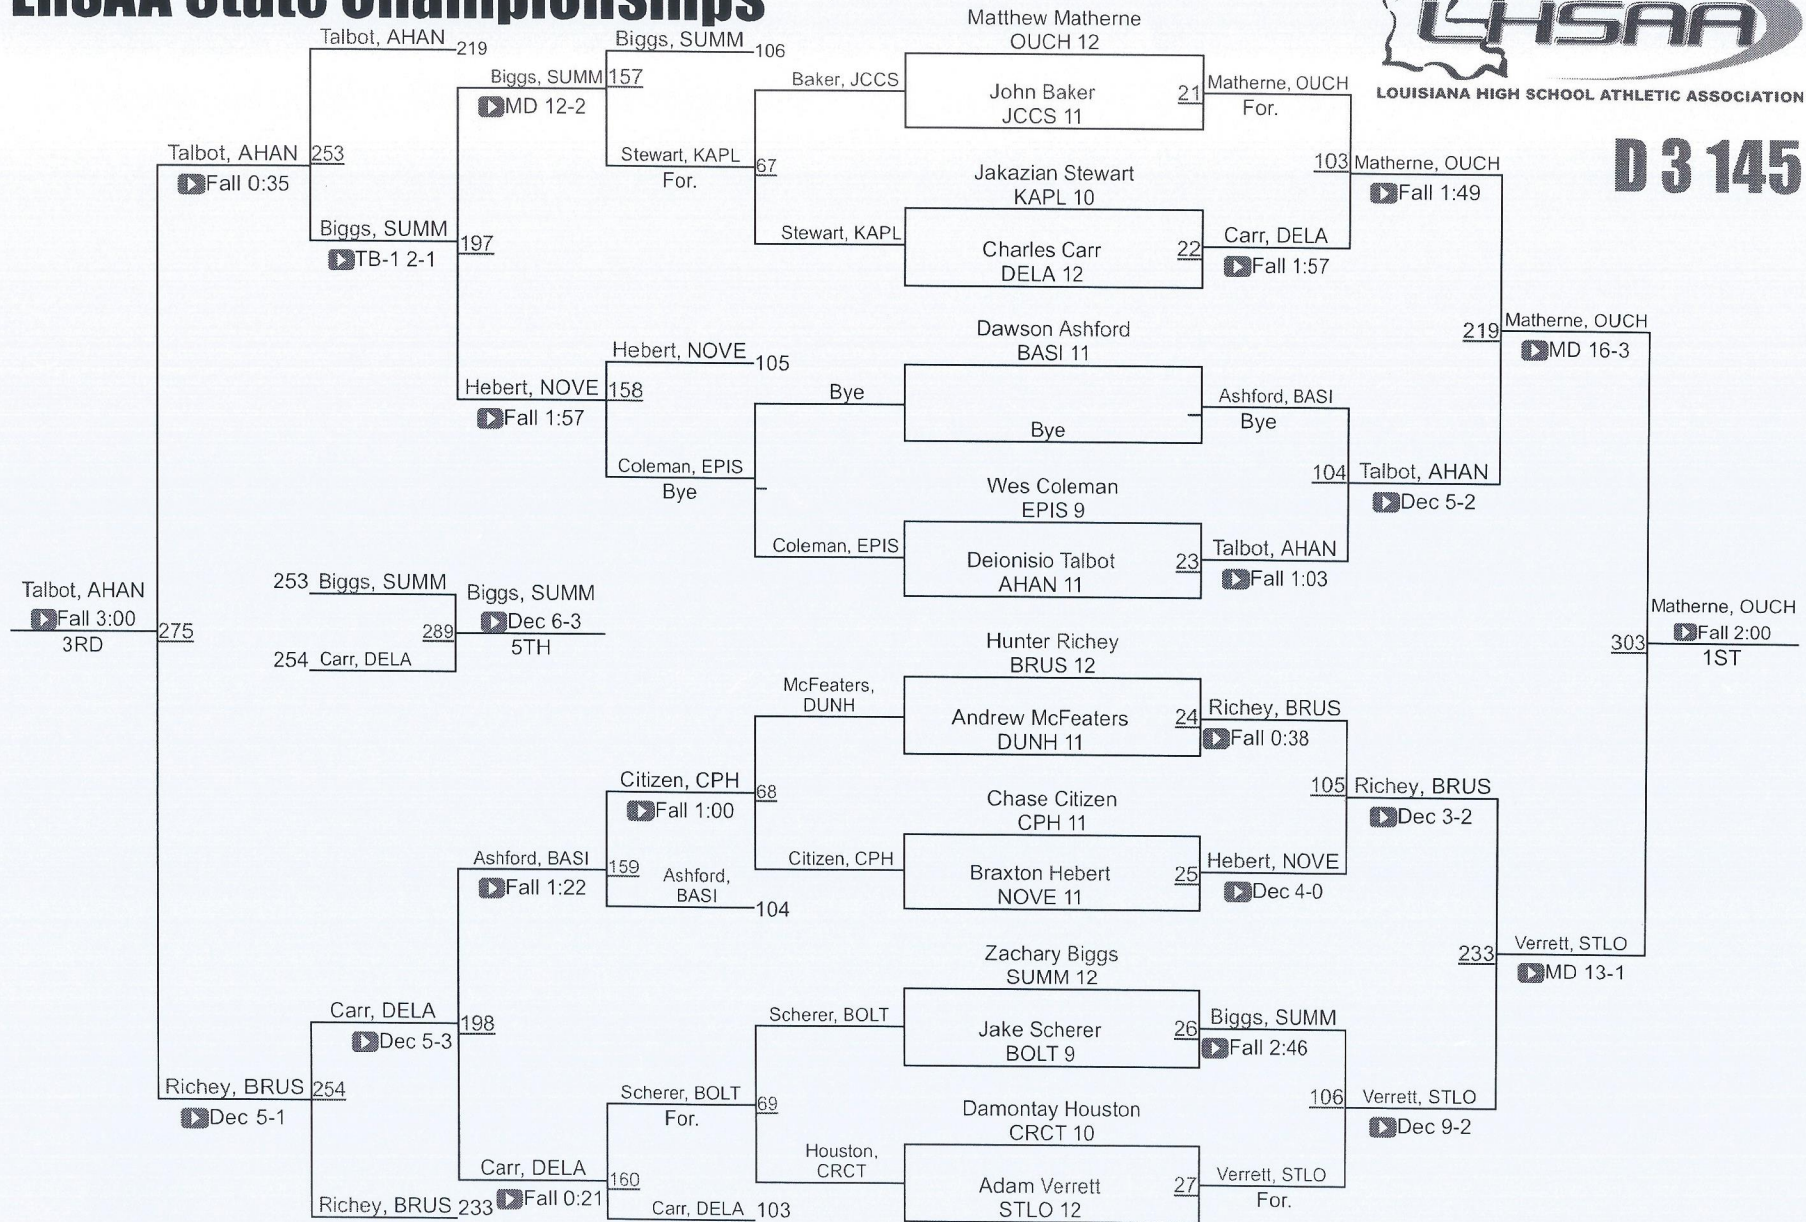 LHSAA State Championships
LHSAA
LOUISIANA HIGH SCHOOL ATHLETIC ASSOCIATION
D 3 145
Matthew Matherne
OUCH 12
John Baker
JCCS 11
21
Matherne, OUCH
For.
Jakazian Stewart
KAPL 10
Charles Carr
DELA 12
22
Carr, DELA
Fall 1:57
Dawson Ashford
BASI 11
Bye
Ashford, BASI
Bye
Wes Coleman
EPIS 9
Deionisio Talbot
AHAN 11
23
Talbot, AHAN
Fall 1:03
Hunter Richey
BRUS 12
Andrew McFeaters
DUNH 11
24
Richey, BRUS
Fall 0:38
Chase Citizen
CPH 11
Braxton Hebert
NOVE 11
25
Hebert, NOVE
Dec 4-0
Zachary Biggs
SUMM 12
Jake Scherer
BOLT 9
26
Biggs, SUMM
Fall 2:46
Damontay Houston
CRCT 10
Adam Verrett
STLO 12
27
Verrett, STLO
For.
103
Matherne, OUCH
Fall 1:49
104
Talbot, AHAN
Dec 5-2
105
Richey, BRUS
Dec 3-2
106
Verrett, STLO
Dec 9-2
219
Matherne, OUCH
MD 16-3
233
Verrett, STLO
MD 13-1
303
Matherne, OUCH
Fall 2:00
1ST
Baker, JCCS
Stewart, KAPL
67
Stewart, KAPL
For.
Biggs, SUMM
106
157
Biggs, SUMM
MD 12-2
Bye
Coleman, EPIS
Coleman, EPIS
Bye
Hebert, NOVE
105
158
Hebert, NOVE
Fall 1:57
197
Biggs, SUMM
TB-1 2-1
Talbot, AHAN
219
253
Talbot, AHAN
Fall 0:35
McFeaters,
DUNH
Citizen, CPH
68
Citizen, CPH
Fall 1:00
Ashford,
BASI
104
159
Ashford, BASI
Fall 1:22
Scherer, BOLT
Houston,
CRCT
69
Scherer, BOLT
For.
Carr, DELA
103
160
Carr, DELA
Fall 0:21
198
Carr, DELA
Dec 5-3
Richey, BRUS
233
254
Richey, BRUS
Dec 5-1
275
Talbot, AHAN
Fall 3:00
3RD
253 Biggs, SUMM
254 Carr, DELA
289
Biggs, SUMM
Dec 6-3
5TH